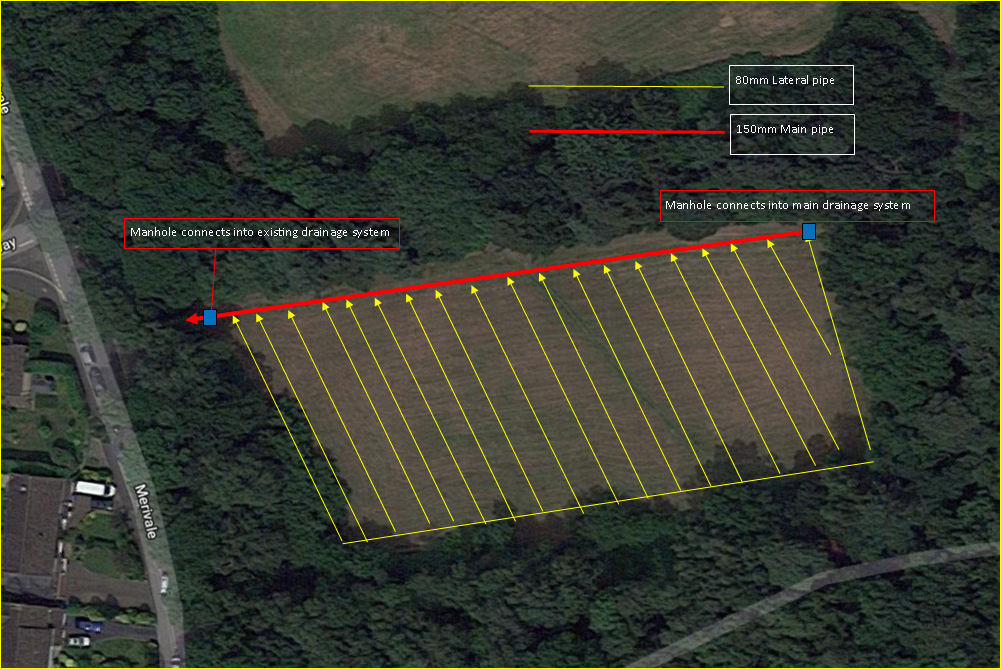 80mm Lateral pipe
150mm Main pipe
Manhole connects into main drainage system
Manhole connects into existing drainage system
Merivale